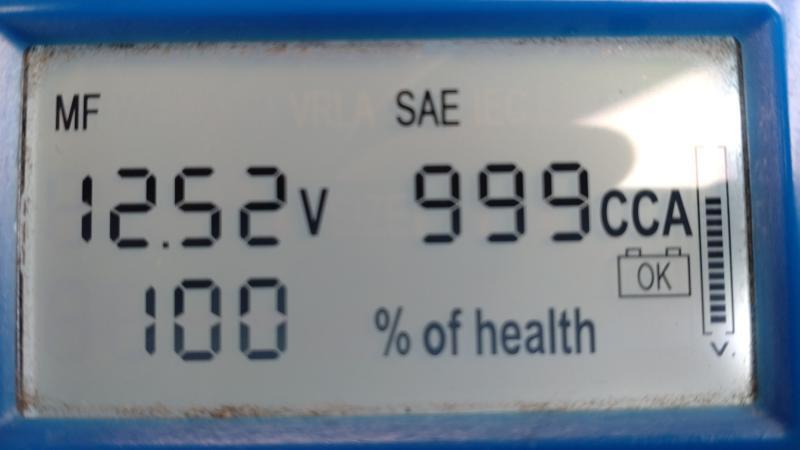 MF SAE
12.52 V 999 CCA
OK
100 % of health